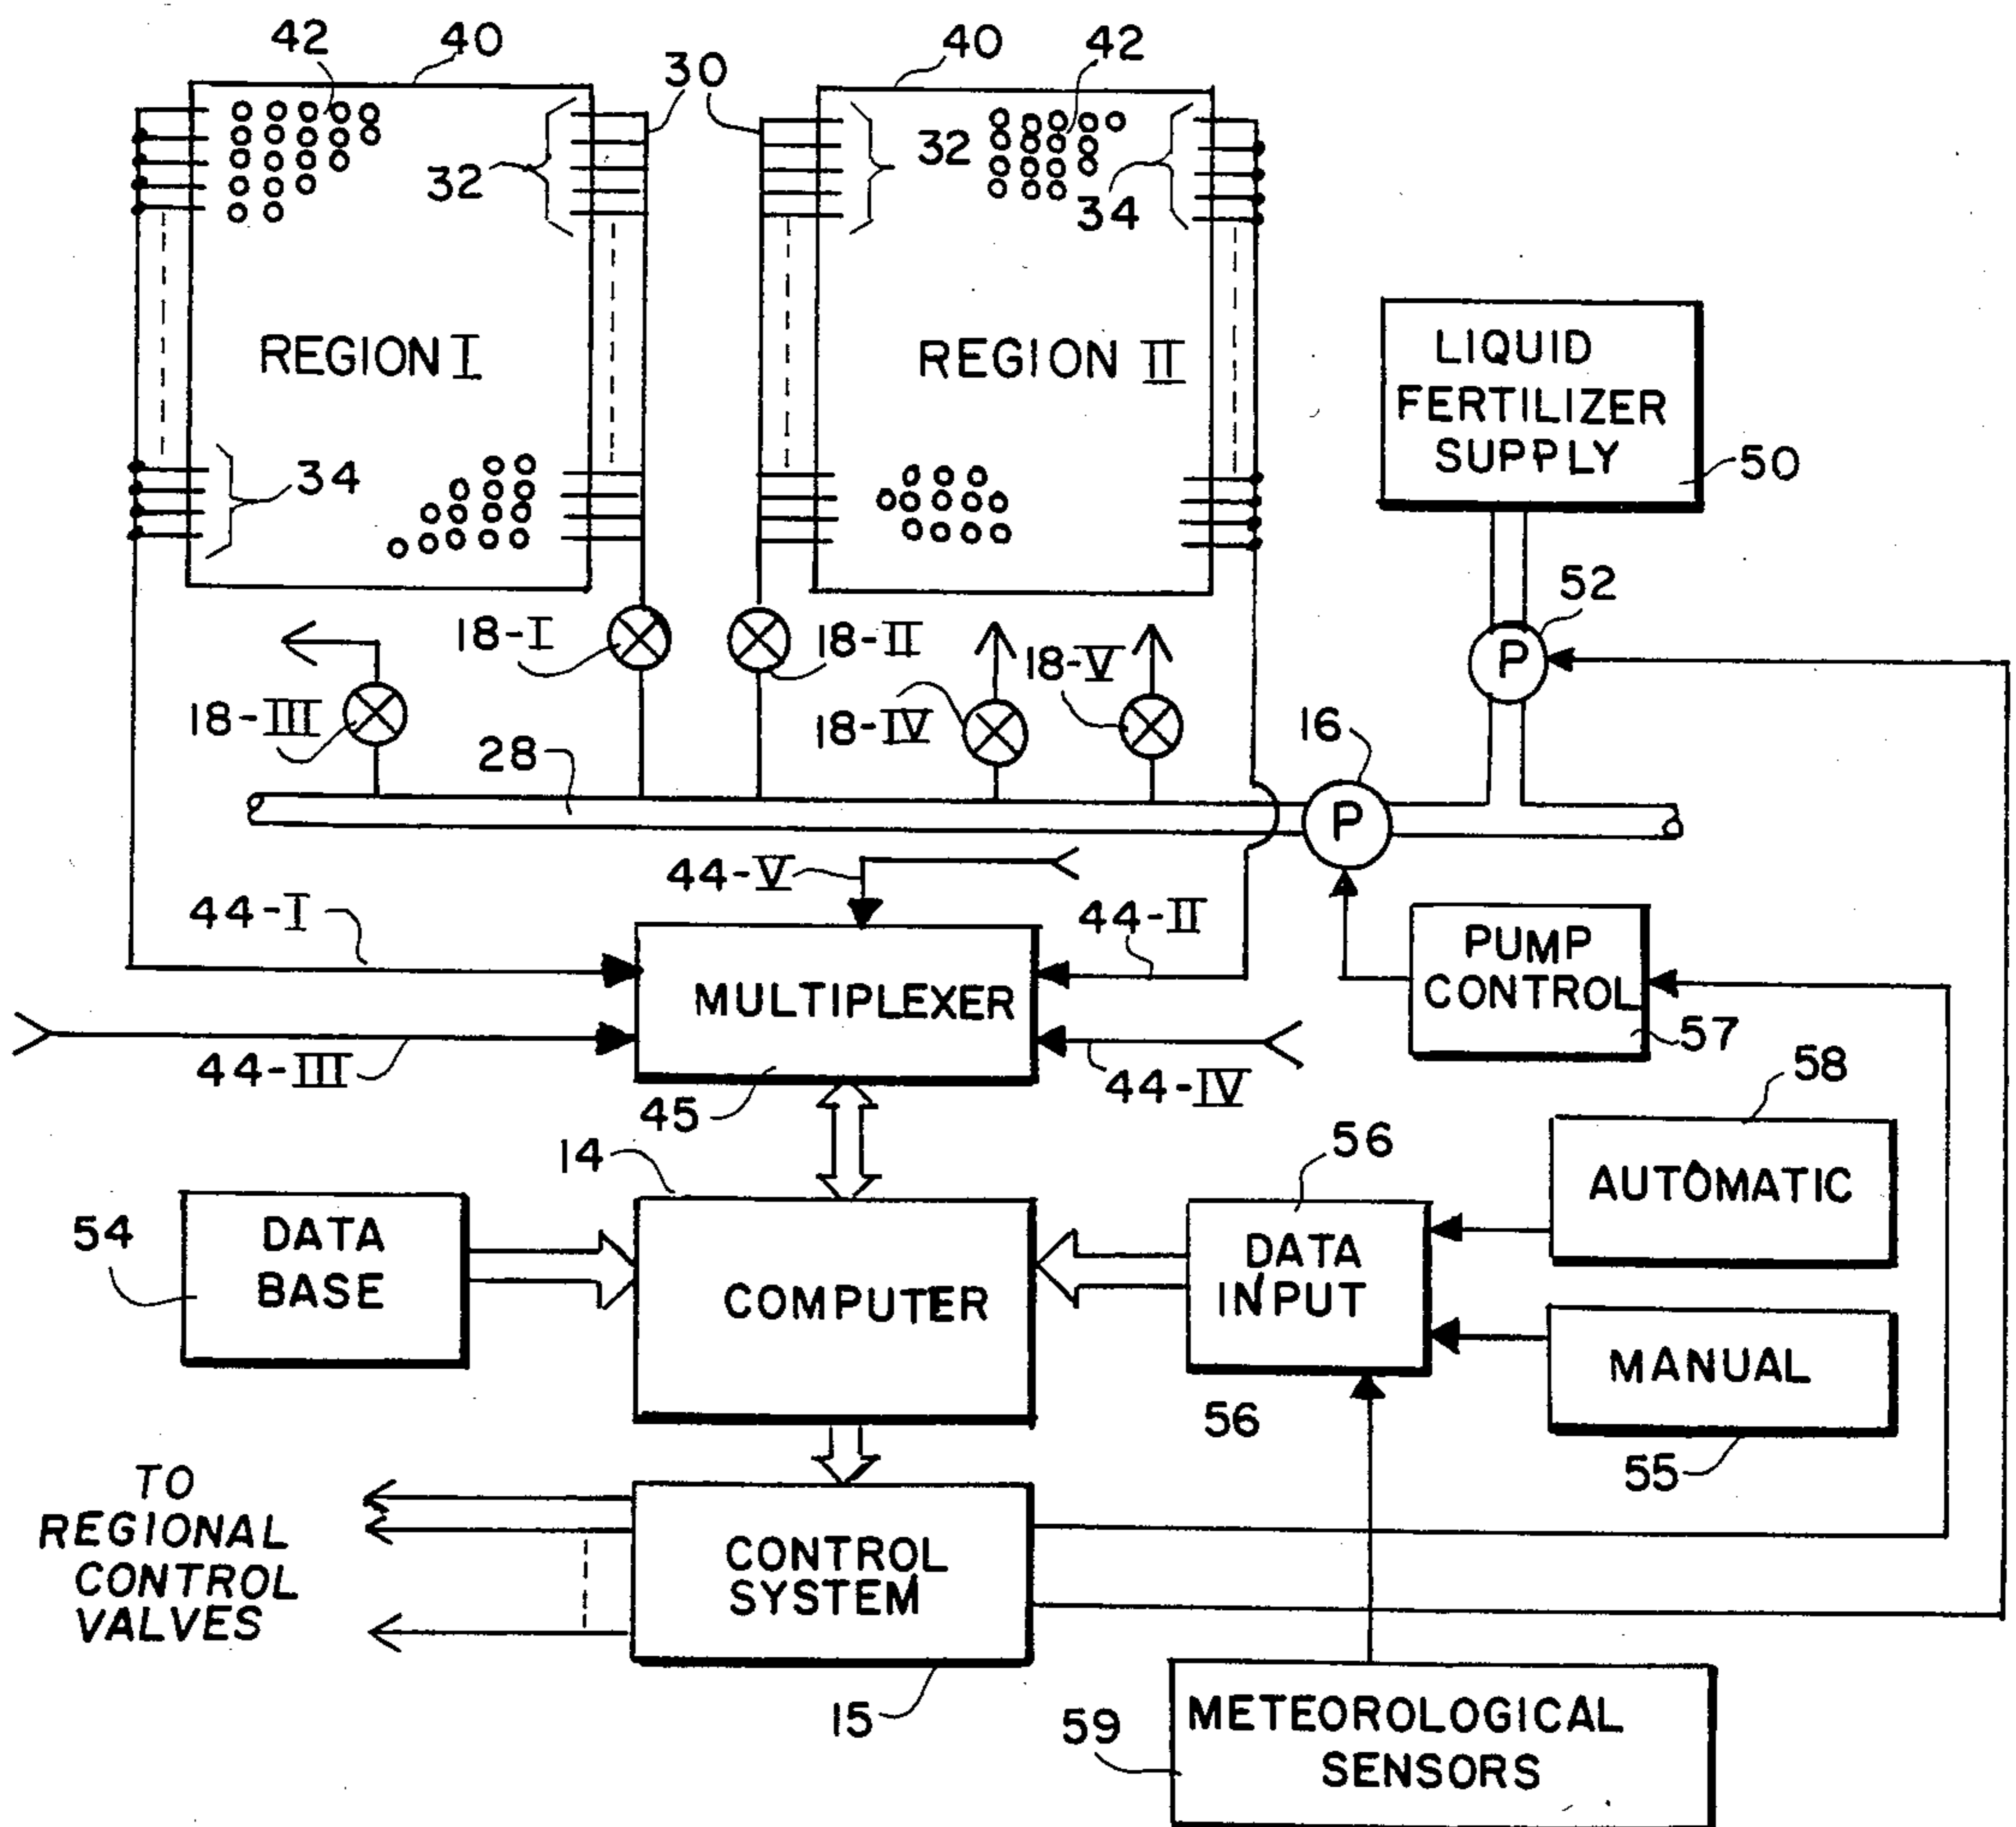 42
40
30
40
42
32
32
34
REGION I
REGION II
LIQUID
FERTILIZER
SUPPLY
50
34
52
P
18-I
18-II
18-V
18-III
18-IV
16
28
P
44-V
44-I
44-II
PUMP
CONTROL
57
MULTIPLEXER
44-III
44-IV
45
58
AUTOMATIC
14
56
54
DATA
BASE
COMPUTER
DATA
INPUT
MANUAL
56
55
TO
REGIONAL
CONTROL
VALVES
CONTROL
SYSTEM
15
59
METEOROLOGICAL
SENSORS